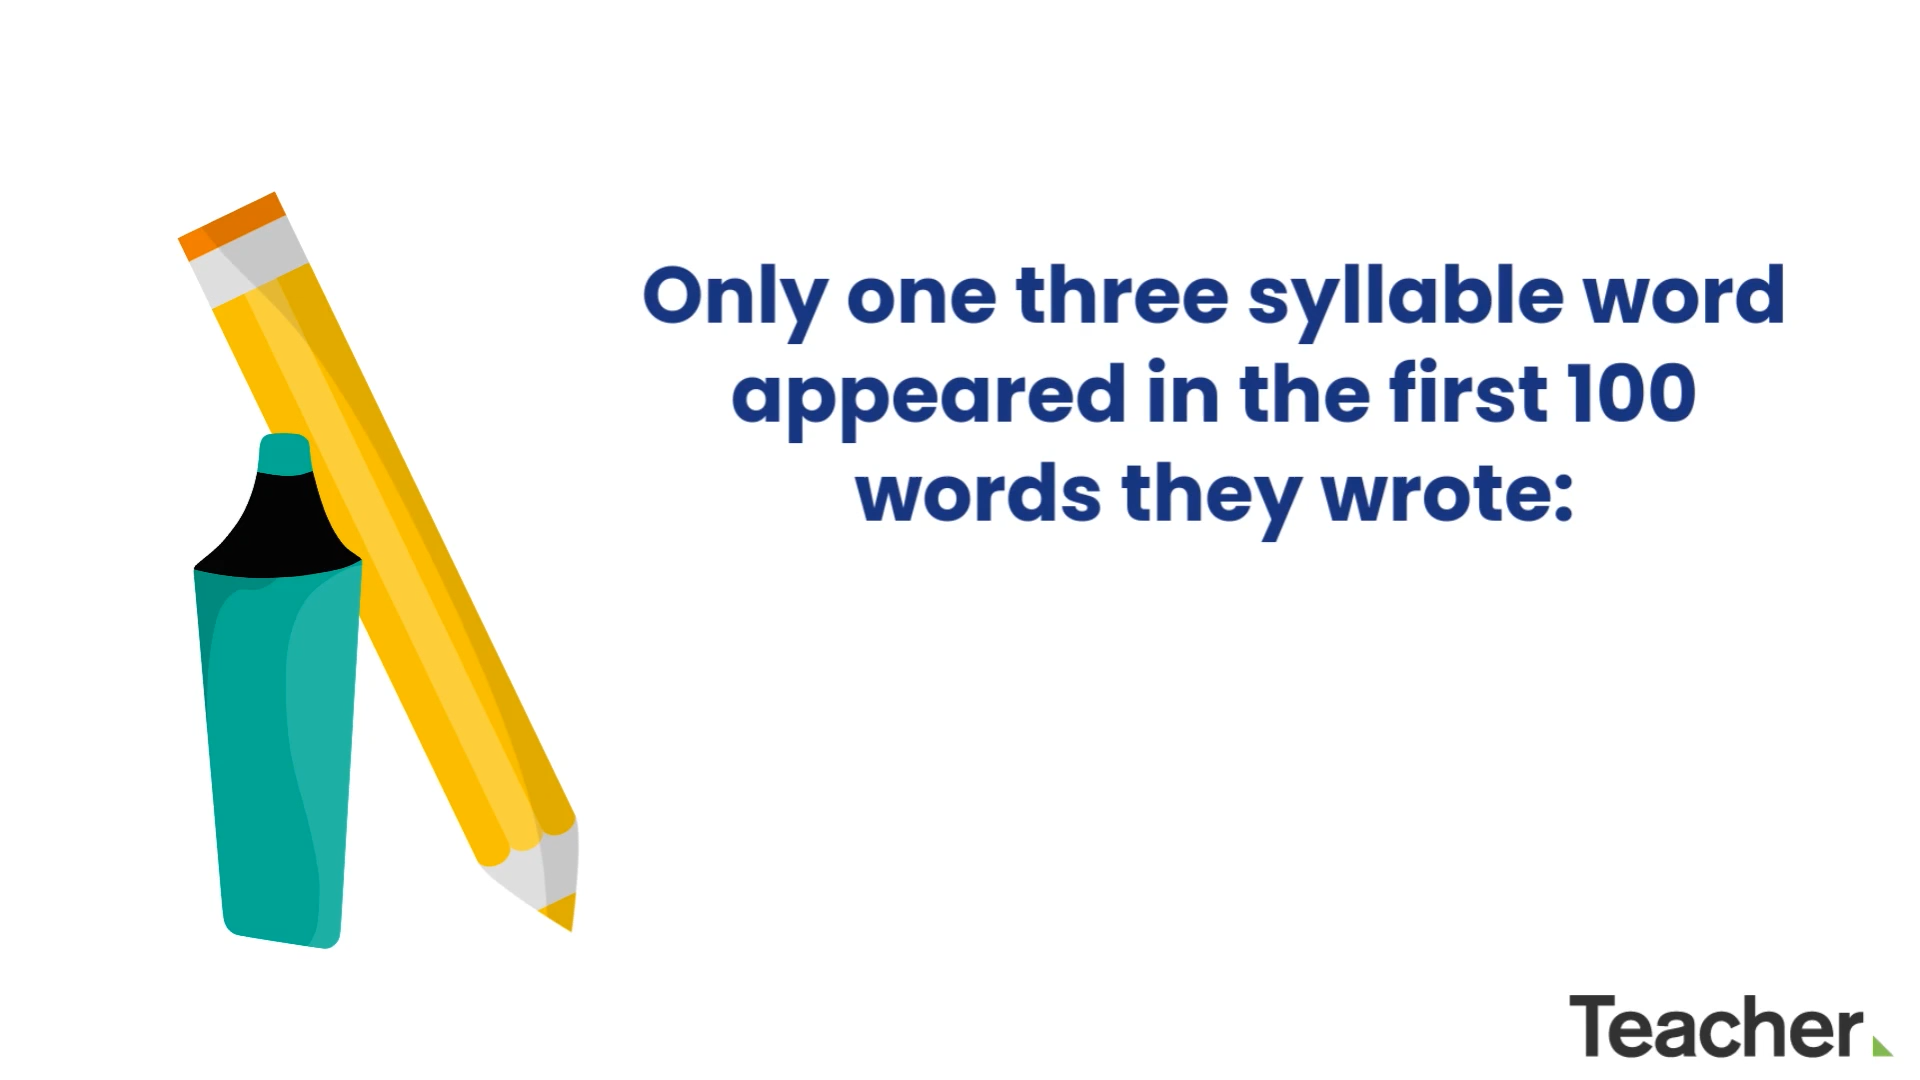 Only one three syllable word
appeared in the first 100
words they wrote:
Teacher